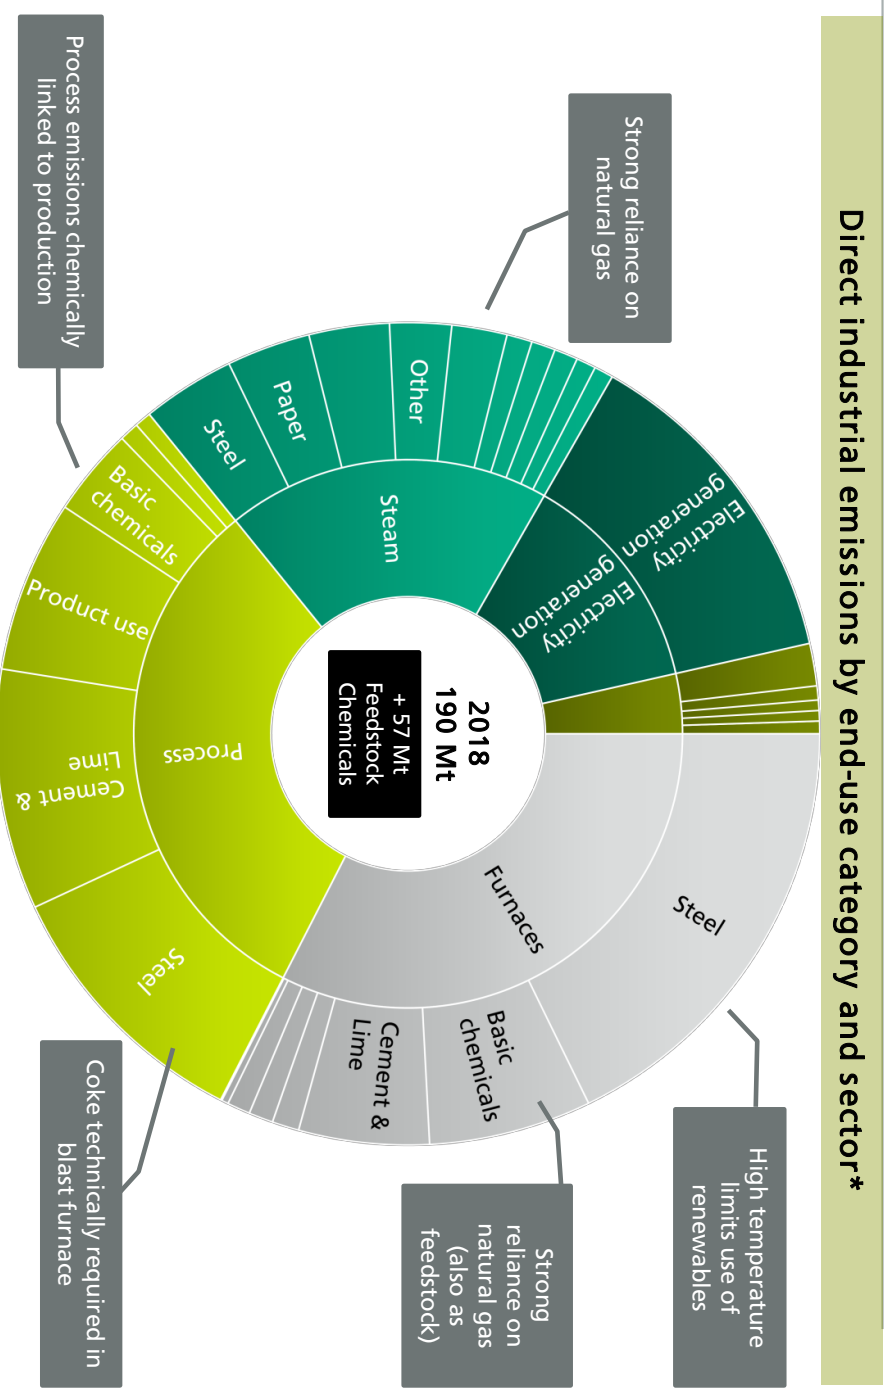 Direct industrial emissions by end-use category and sector*
Strong reliance on
natural gas
Process emissions chemically
linked to production
High temperature
limits use of
renewables
Strong
reliance on
natural gas
(also as
feedstock)
Coke technically required in
blast furnace
2018
190 Mt
+ 57 Mt
Feedstock
Chemicals
Electricity
generation
Electricity
generation
Steam
Other
Paper
Steel
Process
Basic
chemicals
Product use
Cement &
Lime
Steel
Furnaces
Steel
Basic
chemicals
Cement &
Lime